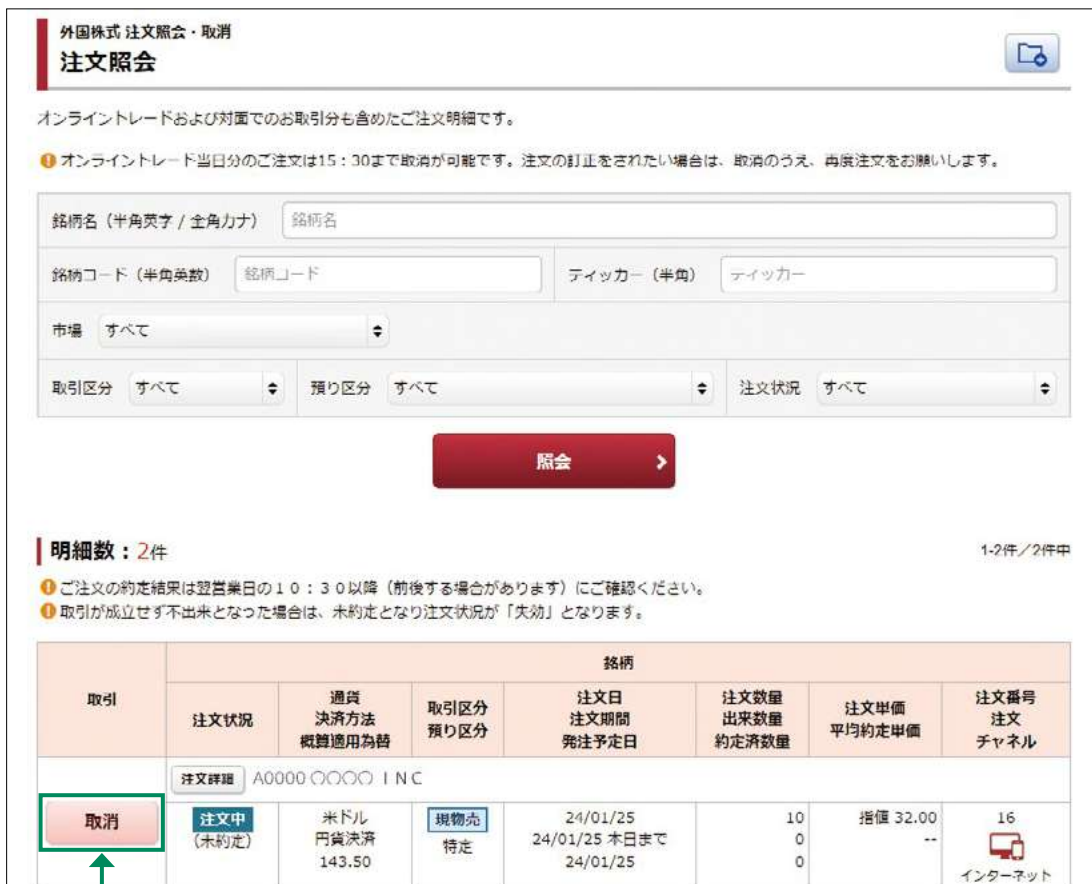 外国株式 注文照会・取消
注文照会
オンライントレードおよび対面でのお取引分も含めたご注文明細です。
オンライントレード当日分のご注文は15：30まで取消が可能です。注文の訂正をされたい場合は、取消のうえ、再度注文をお願いします。
銘柄名（半角英字 / 全角カナ） 銘柄名
銘柄コード（半角英数） 銘柄コード ティッカー（半角） ティッカー
市場 すべて
取引区分 すべて 預り区分 すべて 注文状況 すべて
照会
明細数：2件 1-2件／2件中
ご注文の約定結果は翌営業日の１０：３０以降（前後する場合があります）にご確認ください。
取引が成立せず不出来となった場合は、未約定となり注文状況が「失効」となります。
銘柄
取引 注文状況 通貨 決済方法 概算適用為替 取引区分 預り区分 注文日 注文期間 発注予定日 注文数量 出来数量 約定済数量 注文単価 平均約定単価 注文番号 注文 チャネル
注文詳細 A0000 〇〇〇〇 ＩＮＣ
取消 注文中 米ドル 現物売 24/01/25 10 指値 32.00 16
（未約定） 円貨決済 特定 24/01/25 本日まで 0 --
143.50 24/01/25 0 インターネット